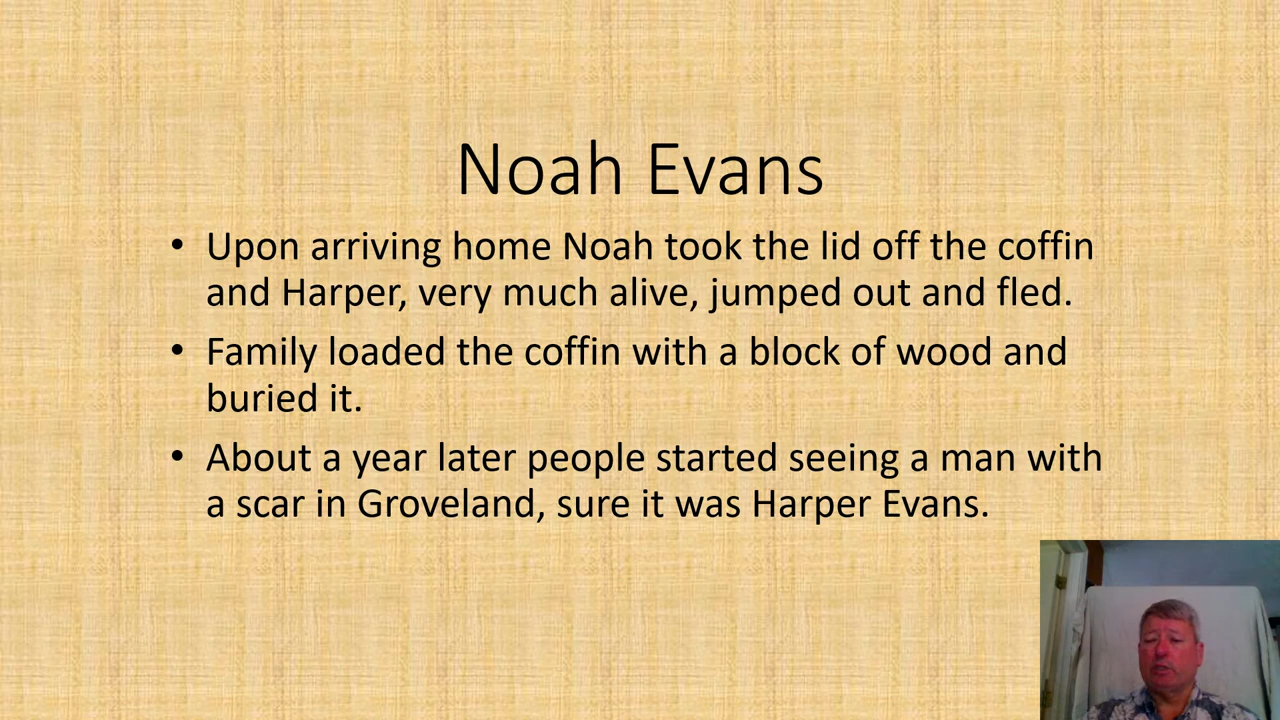 Noah Evans
• Upon arriving home Noah took the lid off the coffin
and Harper, very much alive, jumped out and fled.
• Family loaded the coffin with a block of wood and
buried it.
• About a year later people started seeing a man with
a scar in Groveland, sure it was Harper Evans.